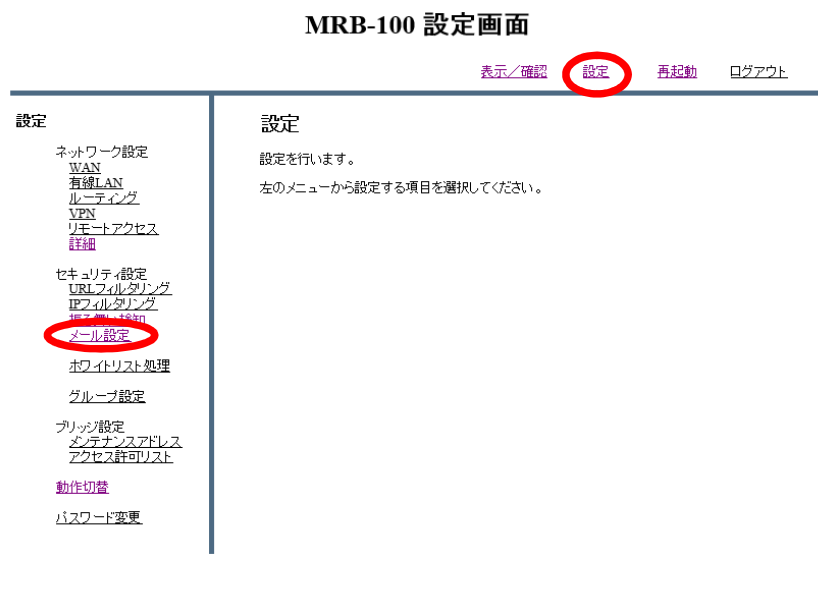 MRB-100 設定画面
表示／確認 設定 再起動 ログアウト
設定
ネットワーク設定
WAN
有線LAN
ルーティング
VPN
リモートアクセス
詳細
セキュリティ設定
URLフィルタリング
IPフィルタリング
振る舞い検知
メール設定
ホワイトリスト処理
グループ設定
ブリッジ設定
メンテナンスアドレス
アクセス許可リスト
動作切替
パスワード変更
設定
設定を行います。
左のメニューから設定する項目を選択してください。